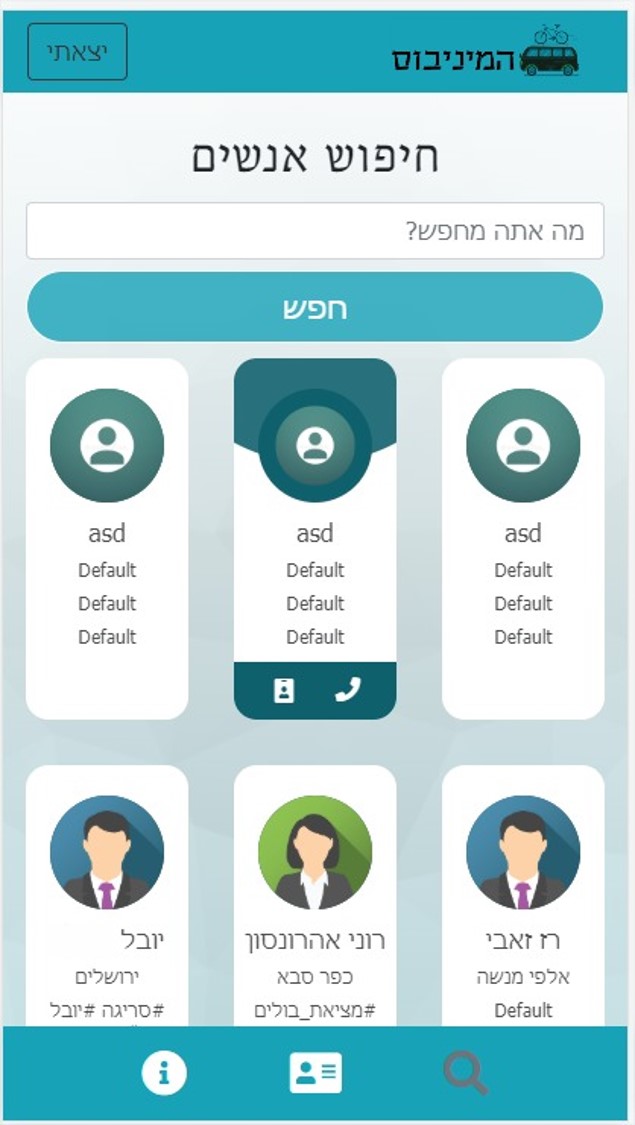 המיניבוס
יצאתי
חיפוש אנשים
מה אתה מחפש?
חפש
asd
Default
Default
Default
asd
Default
Default
Default
asd
Default
Default
Default
רז זאבי
אלפי מנשה
Default
רוני אהרונסון
כפר סבא
#מציאת_בולים
יובל
ירושלים
#סריגה #יובל